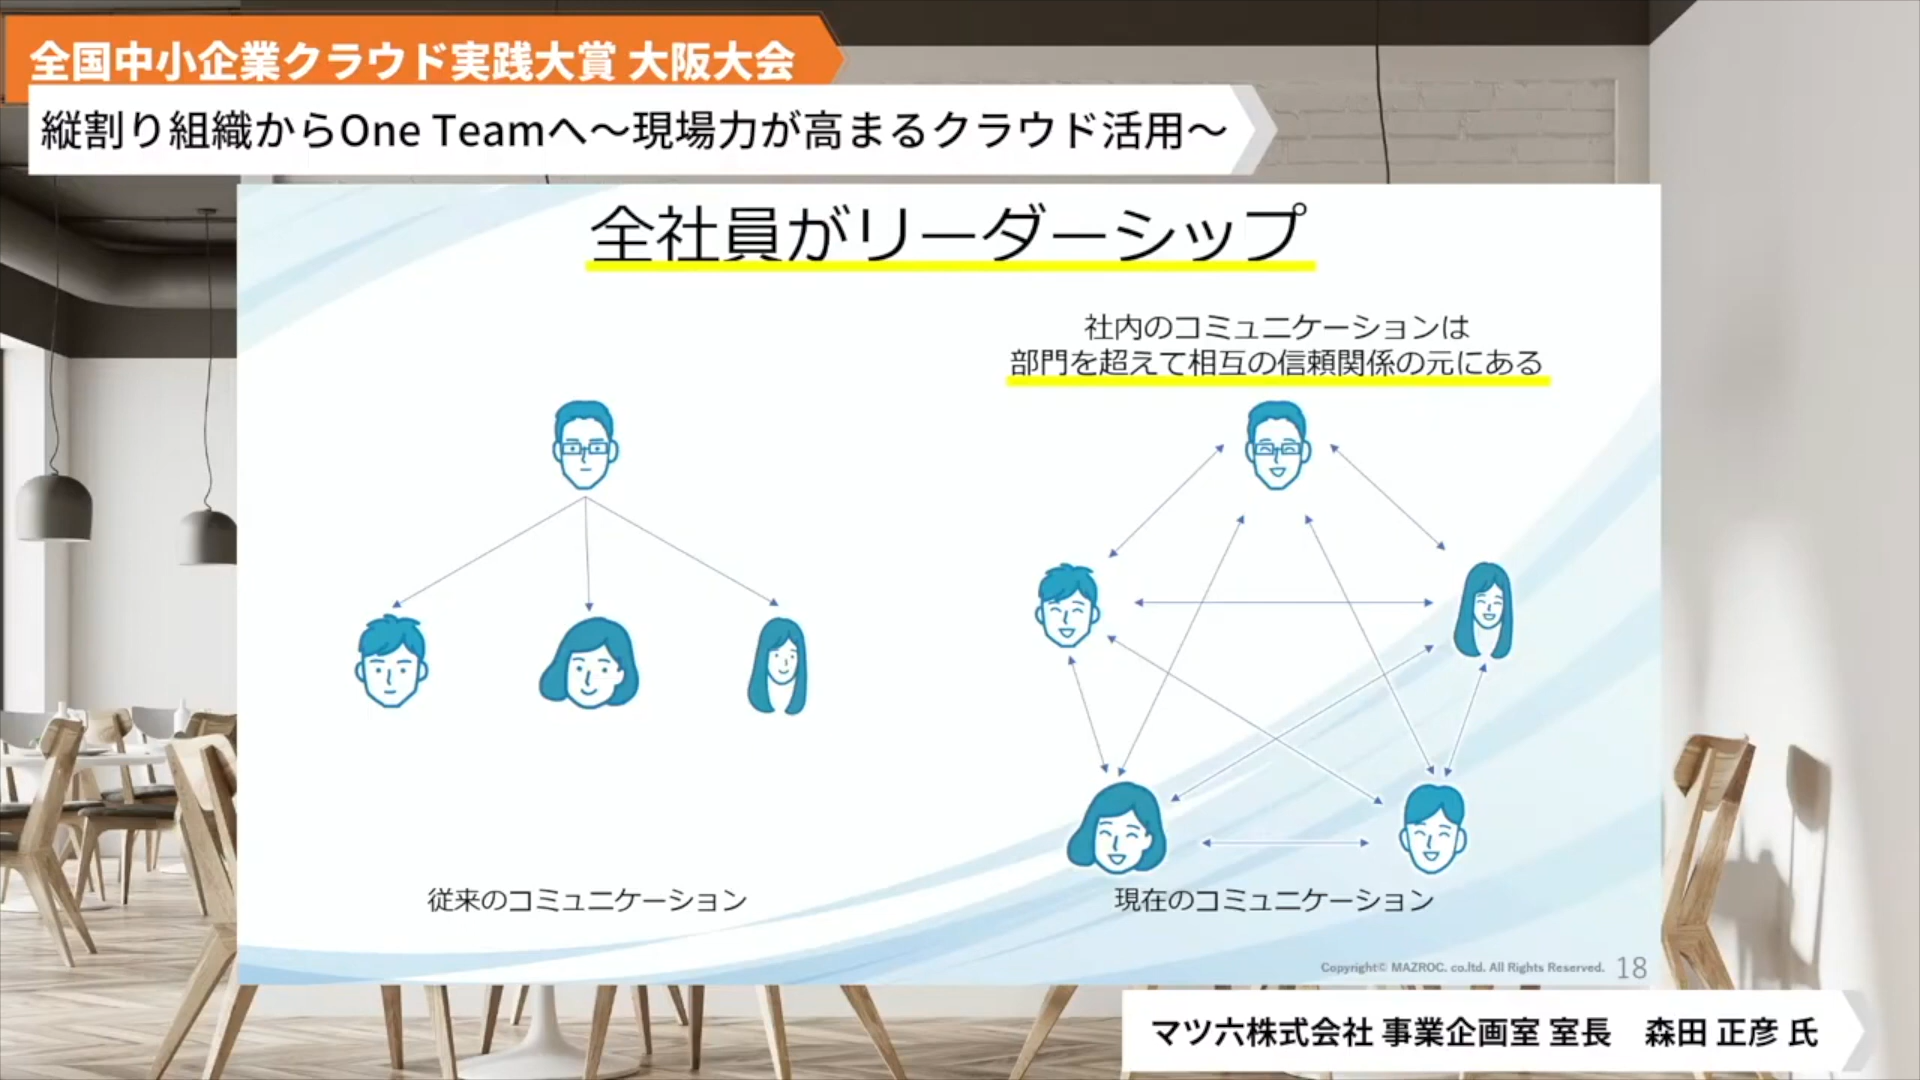 全国中小企業クラウド実践大賞 大阪大会
縦割り組織からOne Teamへ～現場力が高まるクラウド活用～
全社員がリーダーシップ
社内のコミュニケーションは
部門を超えて相互の信頼関係の元にある
従来のコミュニケーション
現在のコミュニケーション
Copyright© MAZROC. co.ltd. All Rights Reserved. 18
マツ六株式会社 事業企画室 室長　森田 正彦 氏